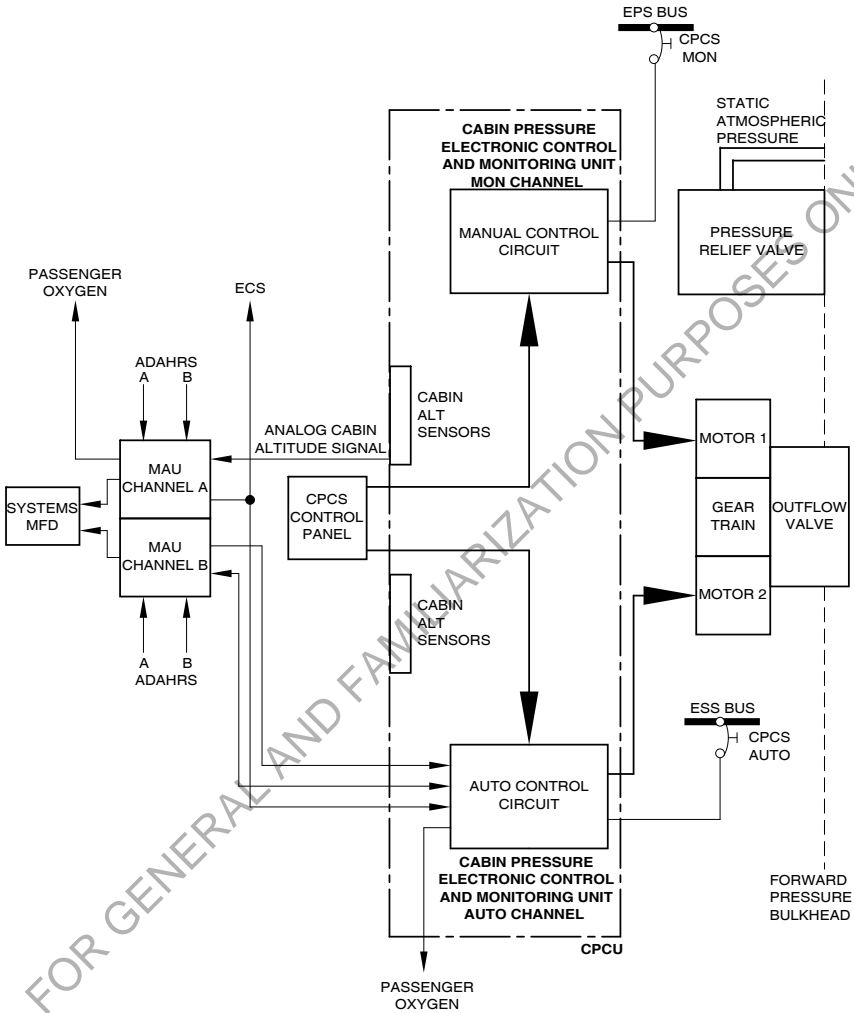 EPS BUS
CPCS
MON
STATIC
ATMOSPHERIC
PRESSURE
CABIN PRESSURE
ELECTRONIC CONTROL
AND MONITORING UNIT
MON CHANNEL
MANUAL CONTROL
CIRCUIT
PRESSURE
RELIEF VALVE
PASSENGER
OXYGEN
ECS
ADAHRS
A B
CABIN
ALT
SENSORS
ANALOG CABIN
ALTITUDE SIGNAL
MAU
CHANNEL A
MOTOR 1
SYSTEMS
MFD
CPCS
CONTROL
PANEL
GEAR
TRAIN
OUTFLOW
VALVE
MAU
CHANNEL B
MOTOR 2
CABIN
ALT
SENSORS
A B
ADAHRS
ESS BUS
CPCS
AUTO
AUTO CONTROL
CIRCUIT
CABIN PRESSURE
ELECTRONIC CONTROL
AND MONITORING UNIT
AUTO CHANNEL
CPCU
FORWARD
PRESSURE
BULKHEAD
PASSENGER
OXYGEN
FOR GENERAL AND FAMILIARIZATION PURPOSES